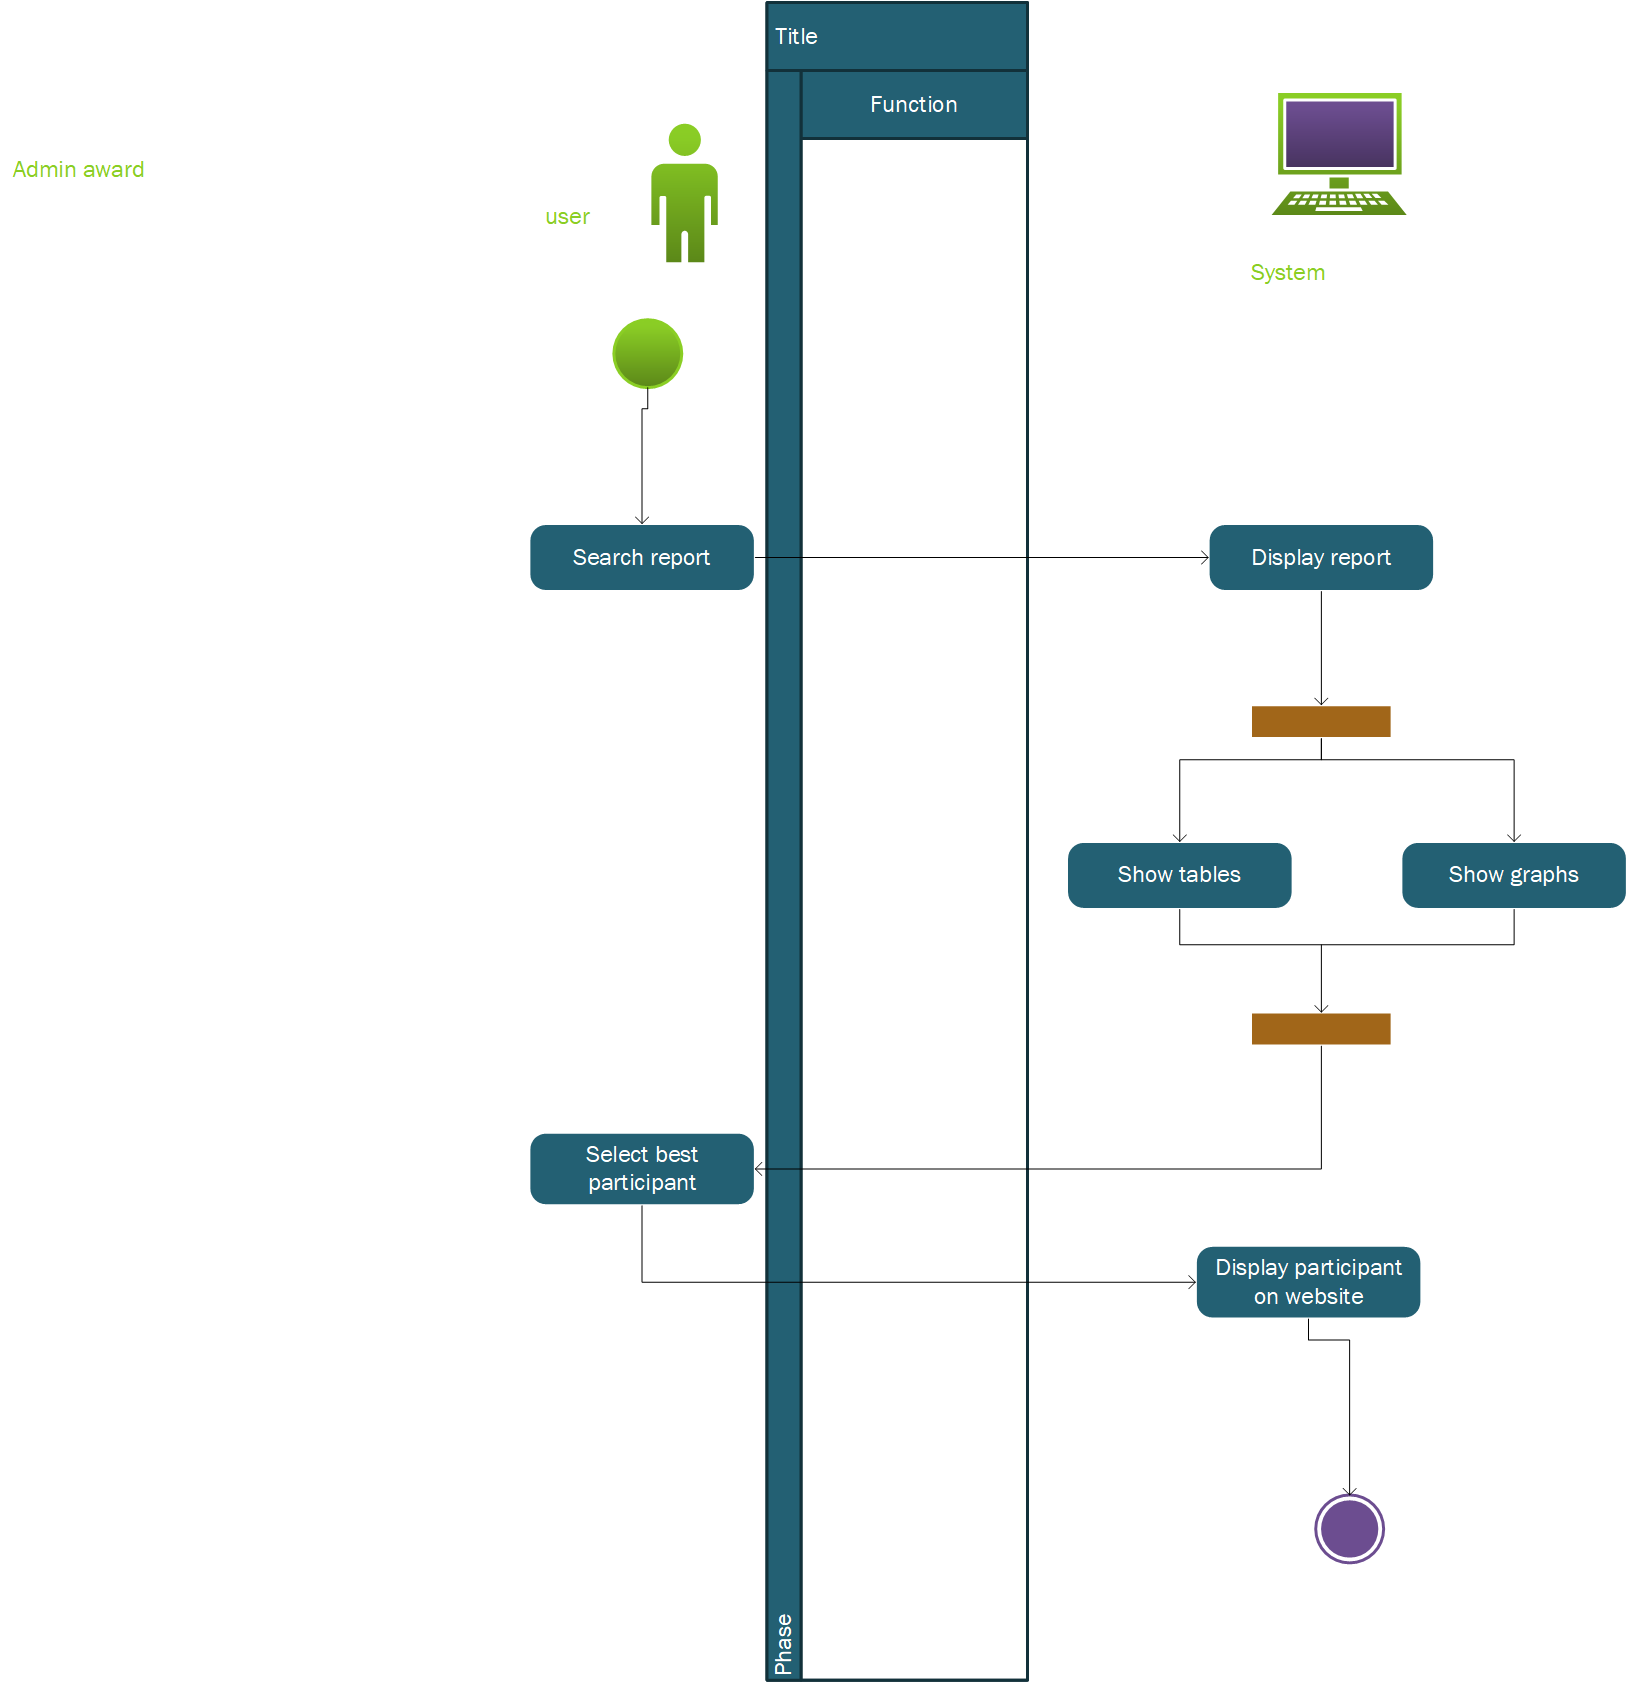 Title
Function
Admin award
user
System
Search report
Display report
Show tables
Show graphs
Select best
participant
Display participant
on website
Phase